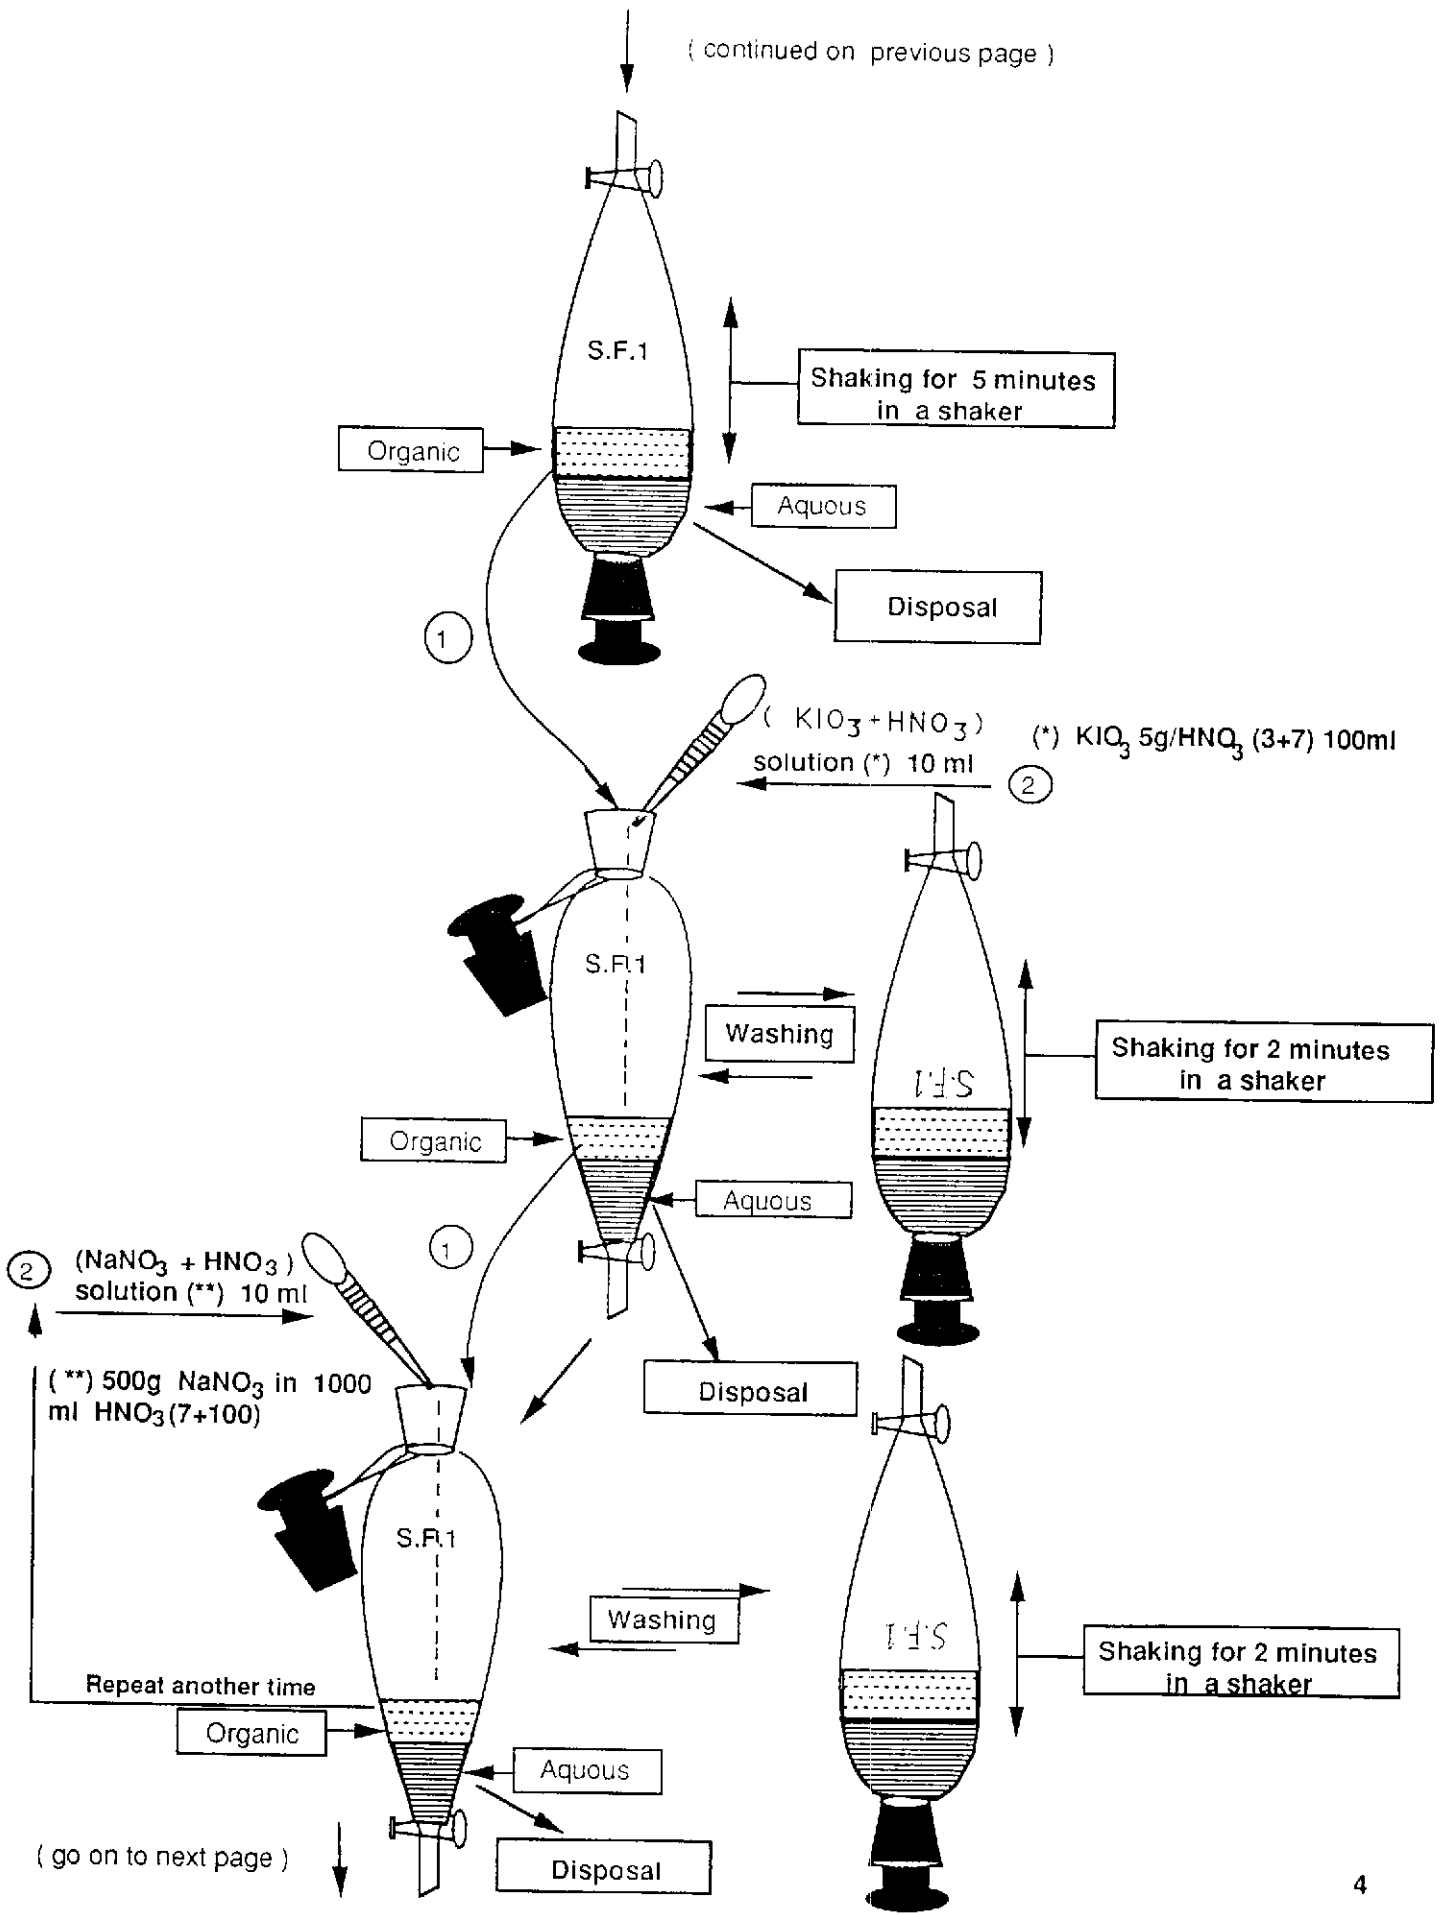 ( continued on previous page )
S.F.1
Shaking for 5 minutes
in a shaker
Organic
Aquous
Disposal
1
( KIO3 + HNO3 )
solution (*) 10 ml
(*) KIO3 5g/HNO3 (3+7) 100ml
2
S.F.1
Washing
S.F.1
Shaking for 2 minutes
in a shaker
Organic
Aquous
1
2
(NaNO3 + HNO3 )
solution (**) 10 ml
( **) 500g NaNO3 in 1000
ml HNO3 (7+100)
Disposal
S.F.1
Washing
S.F.1
Shaking for 2 minutes
in a shaker
Repeat another time
Organic
Aquous
Disposal
( go on to next page )
4